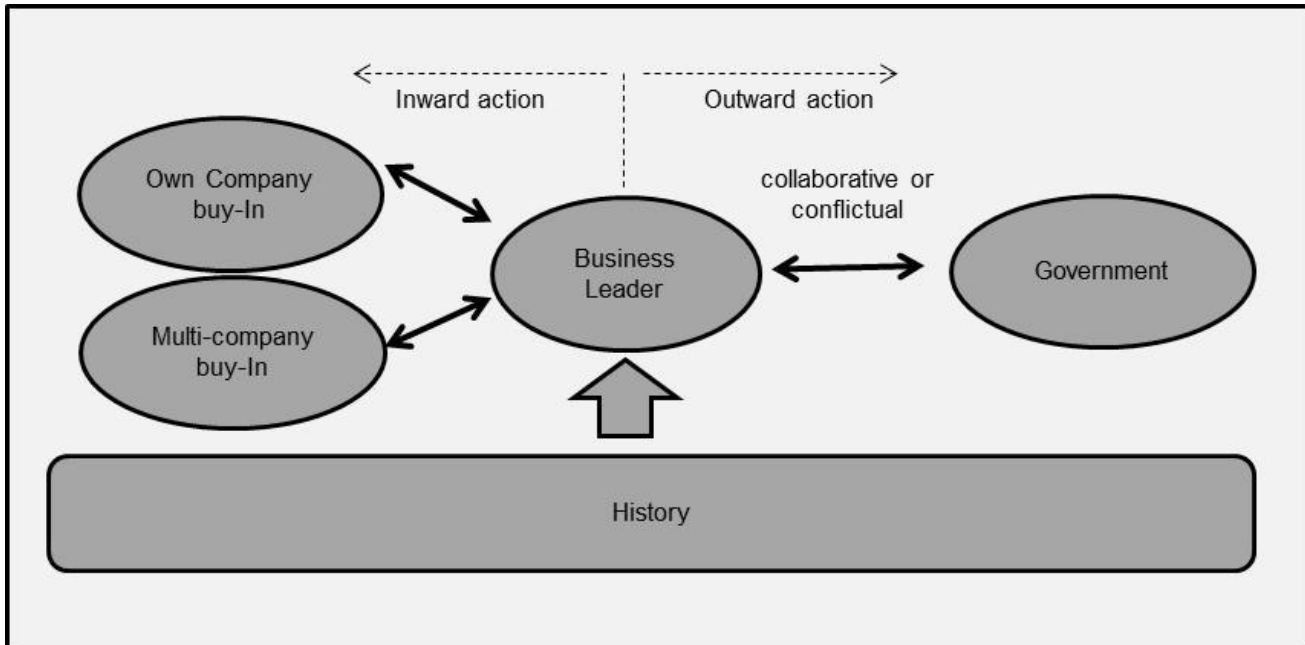 Inward action
Outward action
Own Company
buy-In
collaborative or
conflictual
Business
Leader
Government
Multi-company
buy-In
History